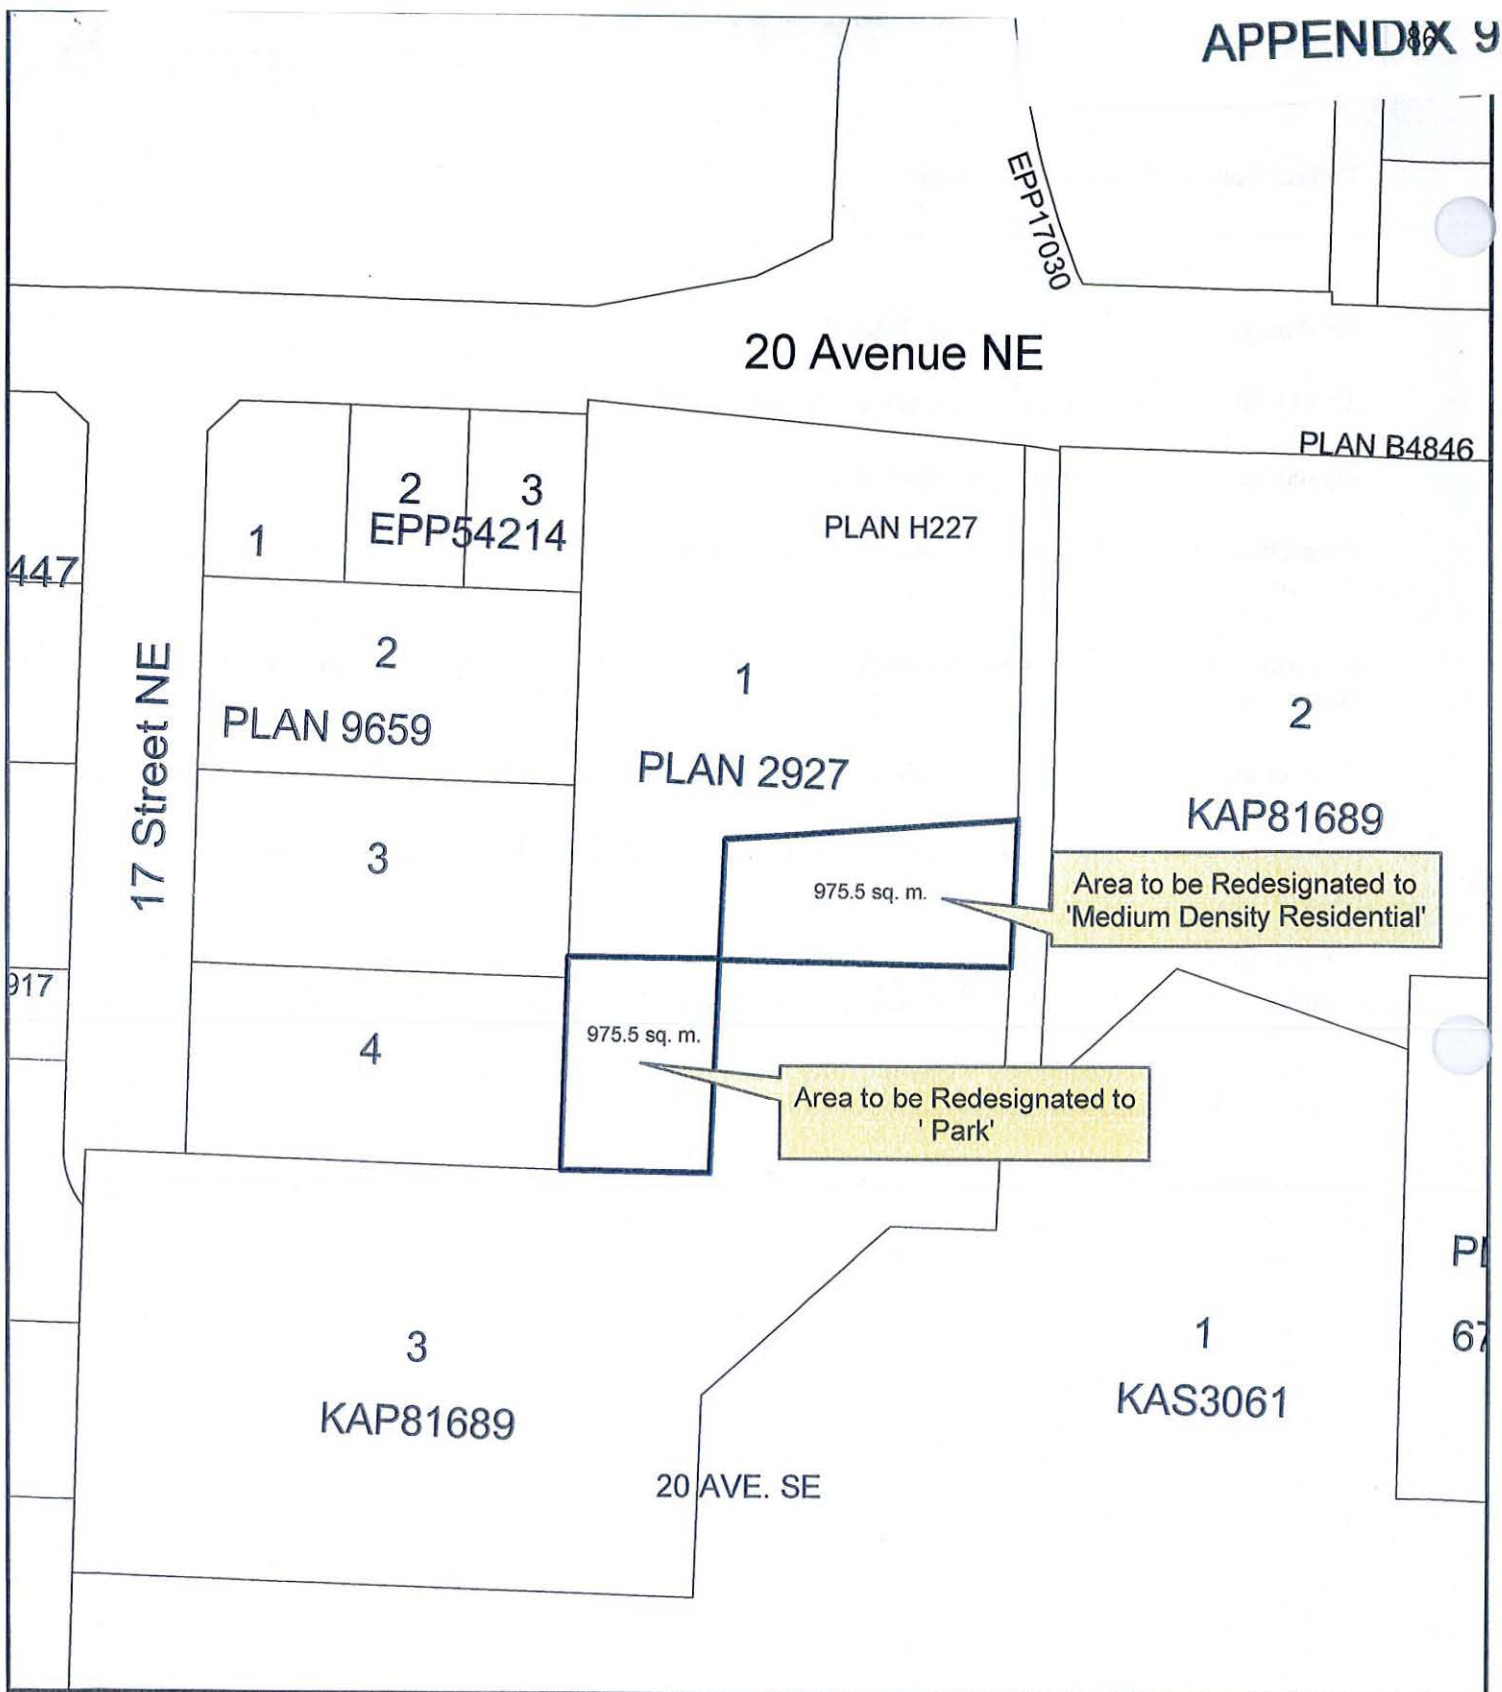 APPENDIX 9
86
EPP17030
20 Avenue NE
PLAN B4846
2
3
EPP54214
1
PLAN H227
447
2
PLAN 9659
17 Street NE
1
PLAN 2927
2
KAP81689
3
975.5 sq. m.
Area to be Redesignated to
'Medium Density Residential'
917
4
975.5 sq. m.
Area to be Redesignated to
' Park'
3
KAP81689
1
KAS3061
20 AVE. SE
67